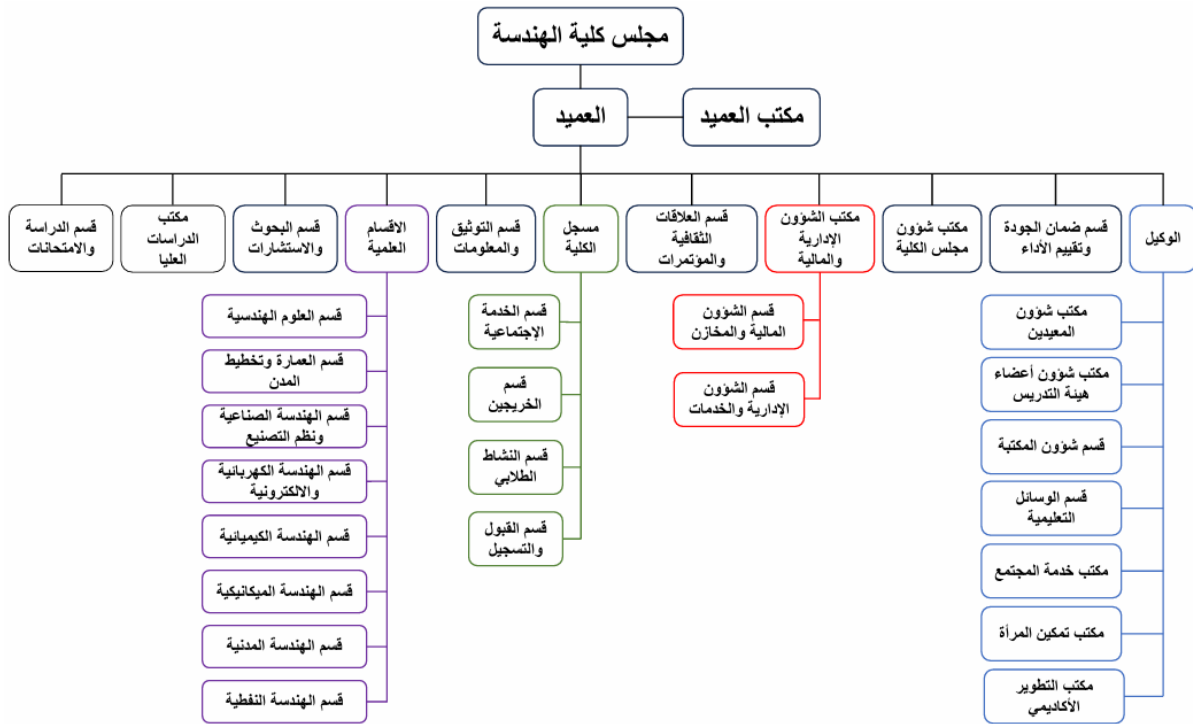 مجلس كلية الهندسة
العميد
مكتب العميد
الوكيل
قسم ضمان الجودة
وتقييم الأداء
مكتب شؤون
مجلس الكلية
مكتب الشؤون
الإدارية
والمالية
قسم العلاقات
الثقافية
والمؤتمرات
مسجل
الكلية
قسم التوثيق
والمعلومات
الاقسام
العلمية
قسم البحوث
والاستشارات
مكتب
الدراسات
العليا
قسم الدراسة
والامتحانات
مكتب شؤون
المعيدين
مكتب شؤون أعضاء
هيئة التدريس
قسم شؤون المكتبة
قسم الوسائل
التعليمية
مكتب خدمة المجتمع
مكتب تمكين المرأة
مكتب التطوير
الأكاديمي
قسم الشؤون
المالية والمخازن
قسم الشؤون
الإدارية والخدمات
قسم الخدمة
الإجتماعية
قسم
الخريجين
قسم النشاط
الطلابي
قسم القبول
والتسجيل
قسم العلوم الهندسية
قسم العمارة وتخطيط
المدن
قسم الهندسة الصناعية
ونظم التصنيع
قسم الهندسة الكهربائية
والالكترونية
قسم الهندسة الكيميائية
قسم الهندسة الميكانيكية
قسم الهندسة المدنية
قسم الهندسة النفطية